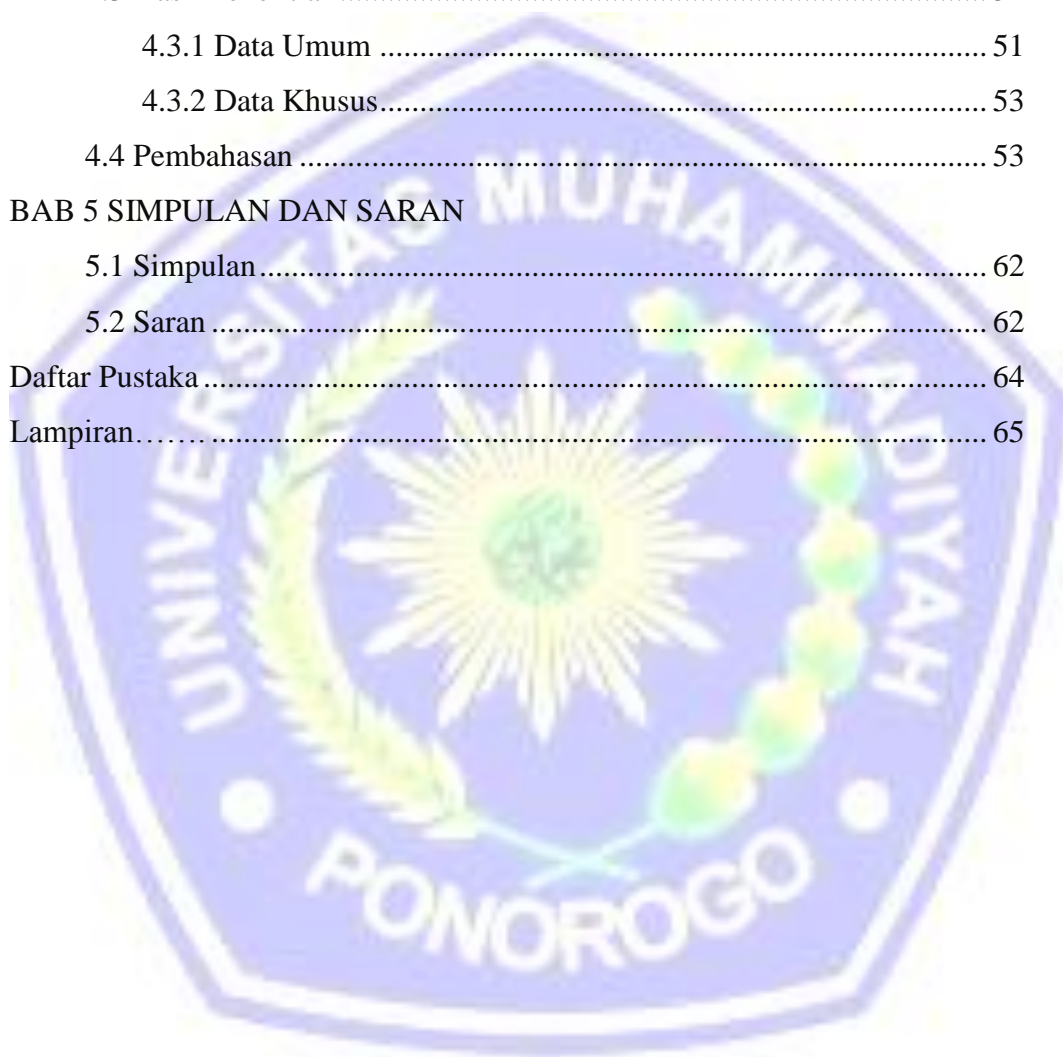 4.3.1 Data Umum ........................................................................... 51
4.3.2 Data Khusus........................................................................... 53
4.4 Pembahasan ..................................................................................... 53
BAB 5 SIMPULAN DAN SARAN
5.1 Simpulan.......................................................................................... 62
5.2 Saran ................................................................................................ 62
Daftar Pustaka ................................................................................................. 64
Lampiran……. ................................................................................................ 65
UNIVERSITAS MUHAMMADIYAH
PONOROGO